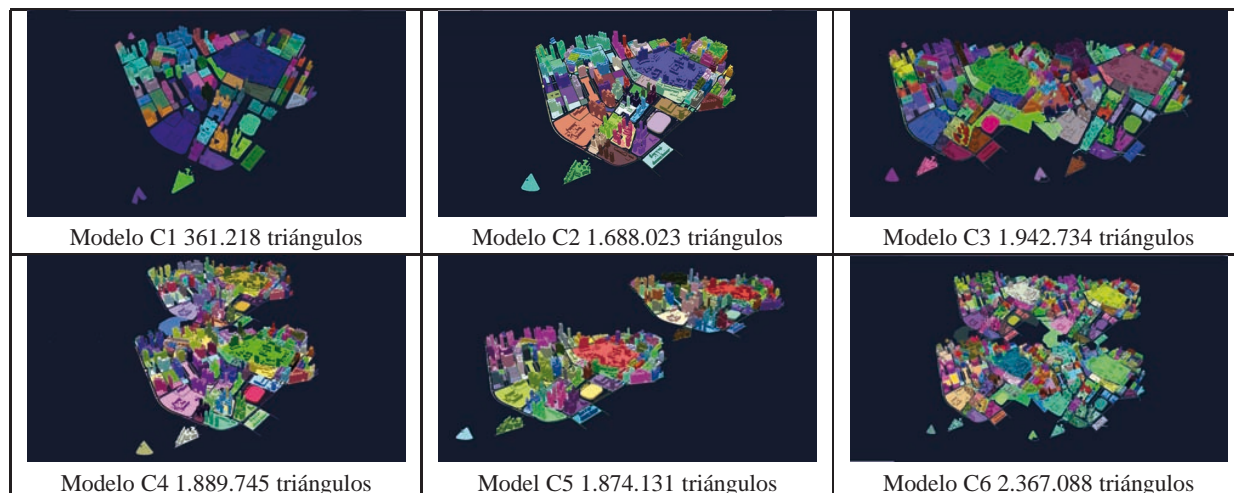 Modelo C1 361.218 triángulos
Modelo C2 1.688.023 triángulos
Modelo C3 1.942.734 triángulos
Modelo C4 1.889.745 triángulos
Model C5 1.874.131 triángulos
Modelo C6 2.367.088 triángulos